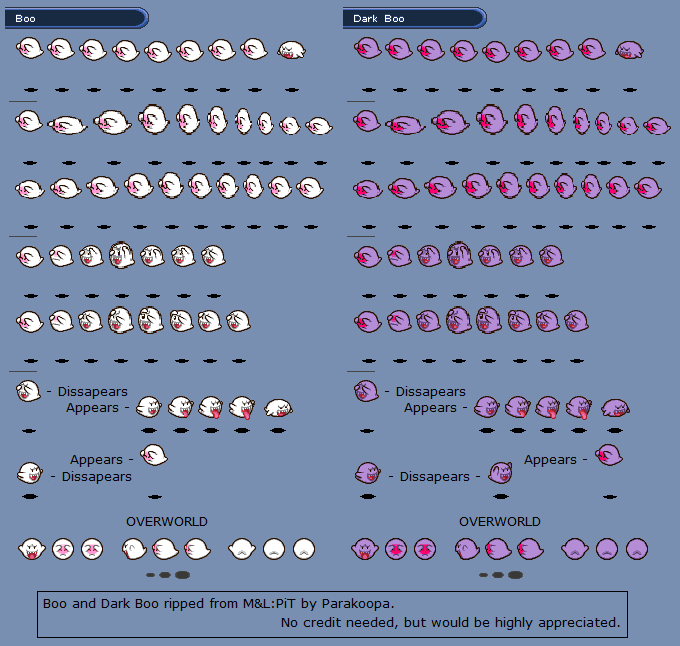 Boo
Dark Boo
- Dissapears
Appears -
- Dissapears
Appears -
Appears -
- Dissapears
Appears -
- Dissapears -
OVERWORLD
OVERWORLD
Boo and Dark Boo ripped from M&L:PiT by Parakoopa.
No credit needed, but would be highly appreciated.